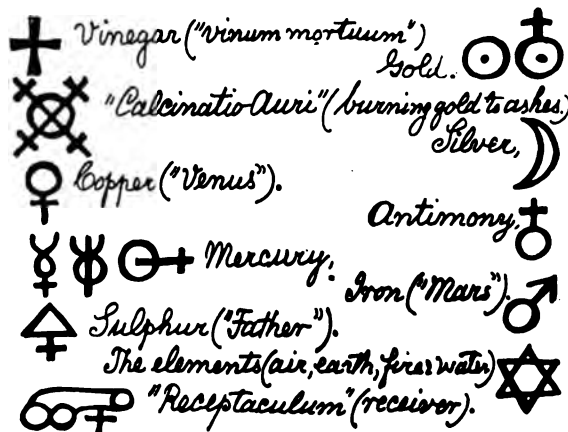 Vinegar ("vinum mortuum")
Gold.
"Calcinatio Auri" (burning gold to ashes.)
Silver,
Copper ("Venus").
Antimony,
Mercury;
Iron ("Mars").
Sulphur ("Father").
The elements (air, earth, fire & water)
"Receptaculum" (receiver).